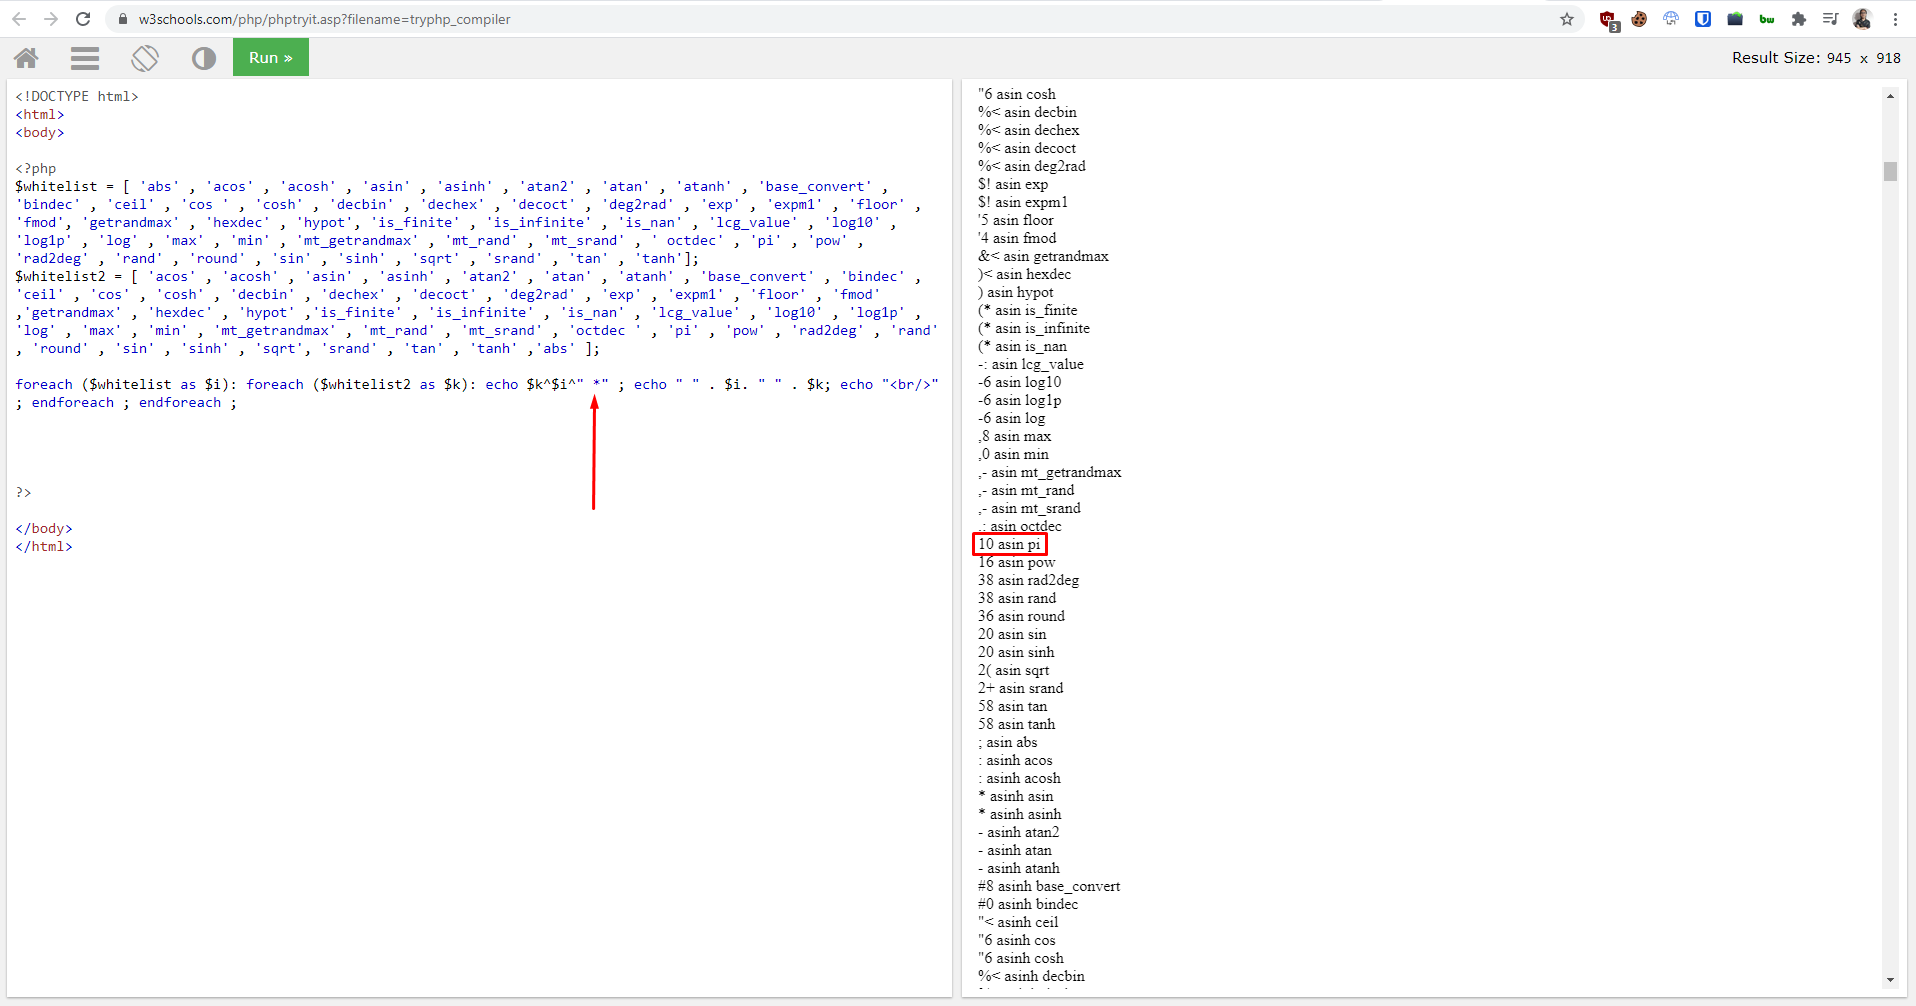 w3schools.com/php/phptryit.asp?filename=tryphp_compiler
3
bw
Run »
Result Size: 945 x 918
<!DOCTYPE html>
<html>
<body>
<?php
$whitelist = [ 'abs' , 'acos' , 'acosh' , 'asin' , 'asinh' , 'atan2' , 'atan' , 'atanh' , 'base_convert' ,
'bindec' , 'ceil' , 'cos ' , 'cosh' , 'decbin' , 'dechex' , 'decoct' , 'deg2rad' , 'exp' , 'expm1' , 'floor' ,
'fmod', 'getrandmax' , 'hexdec' , 'hypot', 'is_finite' , 'is_infinite' , 'is_nan' , 'lcg_value' , 'log10' ,
'log1p' , 'log' , 'max' , 'min' , 'mt_getrandmax' , 'mt_rand' , 'mt_srand' , ' octdec' , 'pi' , 'pow' ,
'rad2deg' , 'rand' , 'round' , 'sin' , 'sinh' , 'sqrt' , 'srand' , 'tan' , 'tanh'];
$whitelist2 = [ 'acos' , 'acosh' , 'asin' , 'asinh' , 'atan2' , 'atan' , 'atanh' , 'base_convert' , 'bindec' ,
'ceil' , 'cos' , 'cosh' , 'decbin' , 'dechex' , 'decoct' , 'deg2rad' , 'exp' , 'expm1' , 'floor' , 'fmod'
,'getrandmax' , 'hexdec' , 'hypot' ,'is_finite' , 'is_infinite' , 'is_nan' , 'lcg_value' , 'log10' , 'log1p' ,
'log' , 'max' , 'min' , 'mt_getrandmax' , 'mt_rand' , 'mt_srand' , 'octdec ' , 'pi' , 'pow' , 'rad2deg' , 'rand'
, 'round' , 'sin' , 'sinh' , 'sqrt', 'srand' , 'tan' , 'tanh' ,'abs' ];
foreach ($whitelist as $i): foreach ($whitelist2 as $k): echo $k^$i^" *" ; echo " " . $i. " " . $k; echo "<br/>"
; endforeach ; endforeach ;
?>
</body>
</html>
"6 asin cosh
%< asin decbin
%< asin dechex
%< asin decoct
%< asin deg2rad
$! asin exp
$! asin expm1
'5 asin floor
'4 asin fmod
&< asin getrandmax
)< asin hexdec
) asin hypot
(* asin is_finite
(* asin is_infinite
(* asin is_nan
-: asin lcg_value
-6 asin log10
-6 asin log1p
-6 asin log
,8 asin max
,0 asin min
,- asin mt_getrandmax
,- asin mt_rand
,- asin mt_srand
.: asin octdec
10 asin pi
16 asin pow
38 asin rad2deg
38 asin rand
36 asin round
20 asin sin
20 asin sinh
2( asin sqrt
2+ asin srand
58 asin tan
58 asin tanh
; asin abs
: asinh acos
: asinh acosh
* asinh asin
* asinh asinh
- asinh atan2
- asinh atan
- asinh atanh
#8 asinh base_convert
#0 asinh bindec
"< asinh ceil
"6 asinh cos
"6 asinh cosh
%< asinh decbin